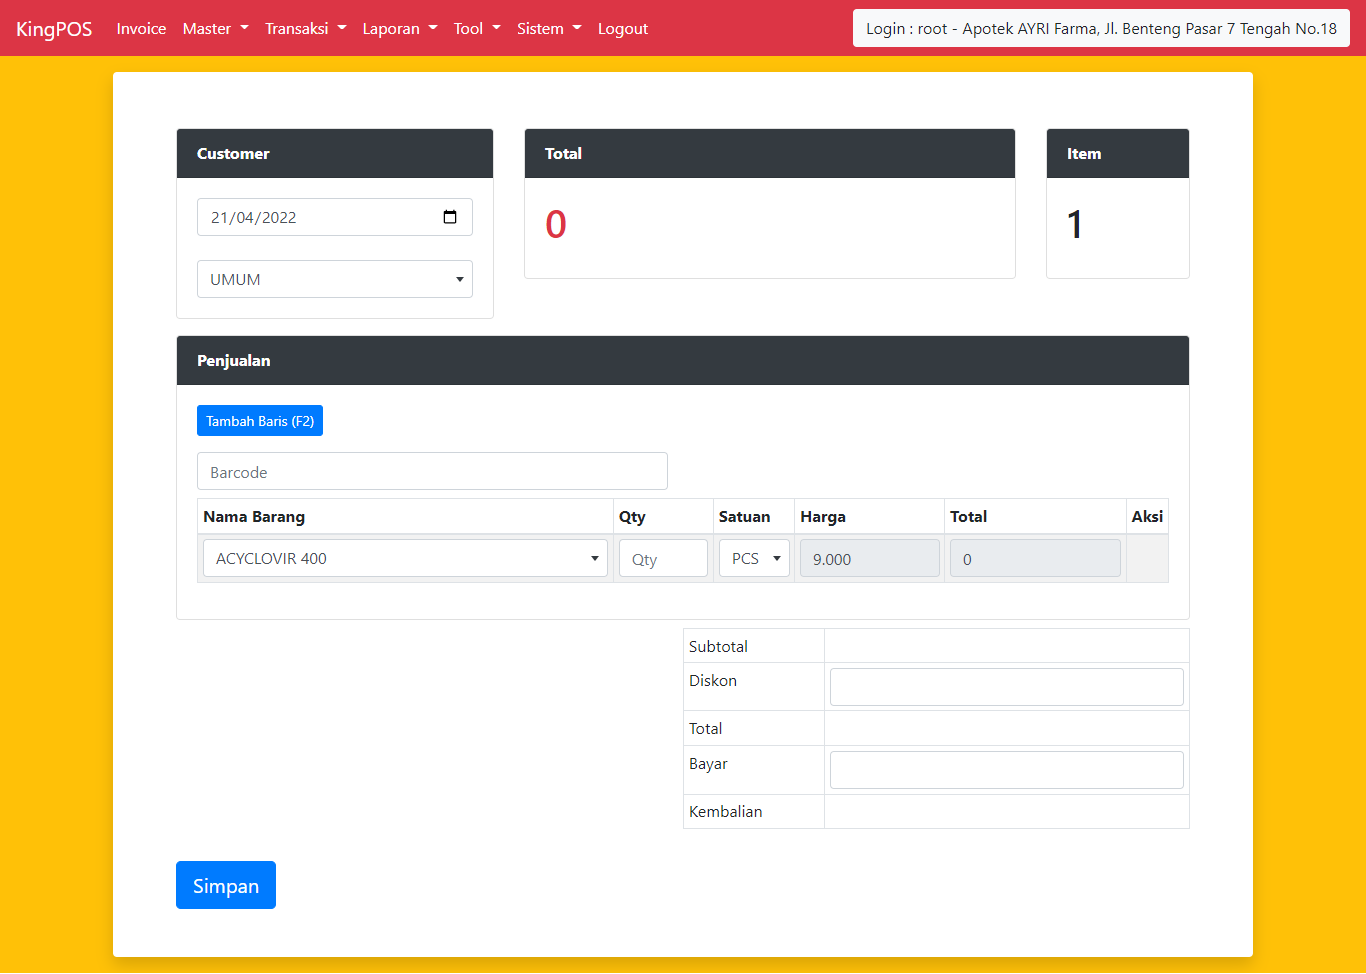 KingPOS Invoice Master Transaksi Laporan Tool Sistem Logout Login : root - Apotek AYRI Farma, Jl. Benteng Pasar 7 Tengah No.18
Customer
21/04/2022
UMUM
Total
0
Item
1
Penjualan
Tambah Baris (F2)
Barcode
Nama Barang Qty Satuan Harga Total Aksi
ACYCLOVIR 400 Qty PCS 9.000 0
Subtotal
Diskon
Total
Bayar
Kembalian
Simpan